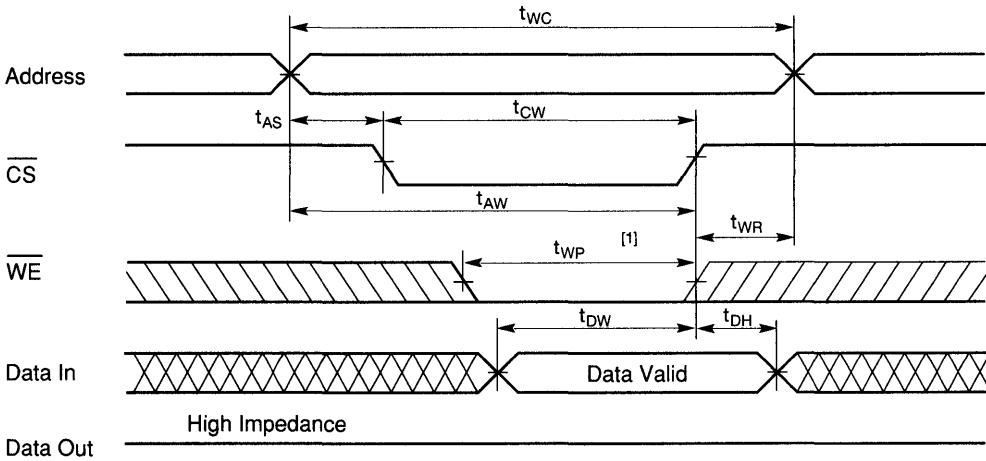 tWC
Address
tAS
tCW
CS
tAW
tWR
tWP [1]
WE
tDW
tDH
Data In
Data Valid
High Impedance
Data Out